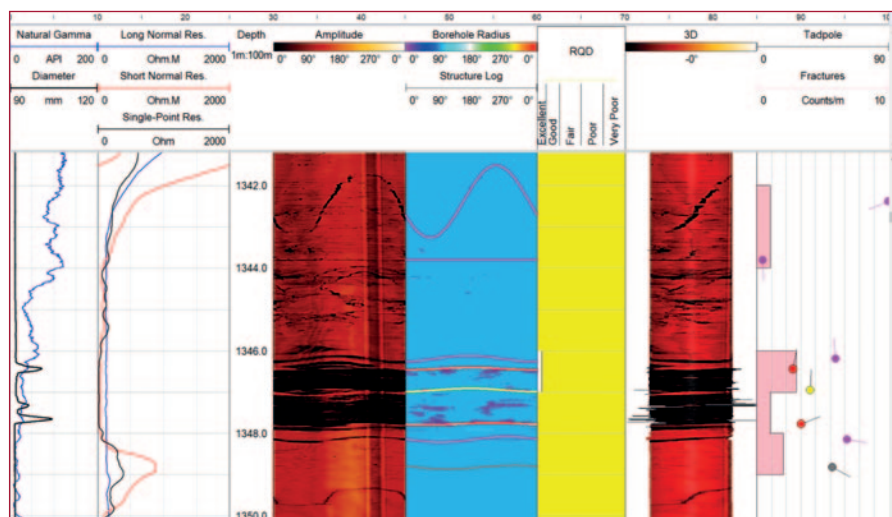 10 20 30 40 50 60 70 80 90 100
Natural Gamma Long Normal Res. Depth Amplitude Borehole Radius RQD 3D Tadpole
0 API 200 0 Ohm.M 2000 1m:100m 0° 90° 180° 270° 0° 0° 90° 180° 270° 0° -0° 0 90
Diameter Short Normal Res. Structure Log Fractures
90 mm 120 0 Ohm.M 2000 0° 90° 180° 270° 0° 0 Counts/m 10
Single-Point Res.
0 Ohm 2000
Excellent
Good
Fair
Poor
Very Poor
1342.0
1344.0
1346.0
1348.0
1350.0